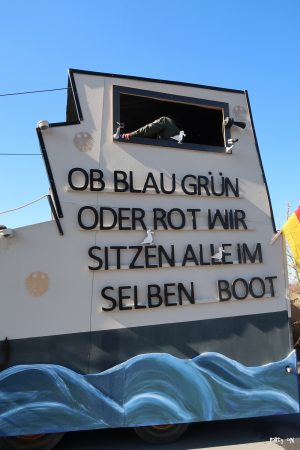 OB BLAU GRÜN
ODER ROT WIR
SITZEN ALLE IM
SELBEN BOOT